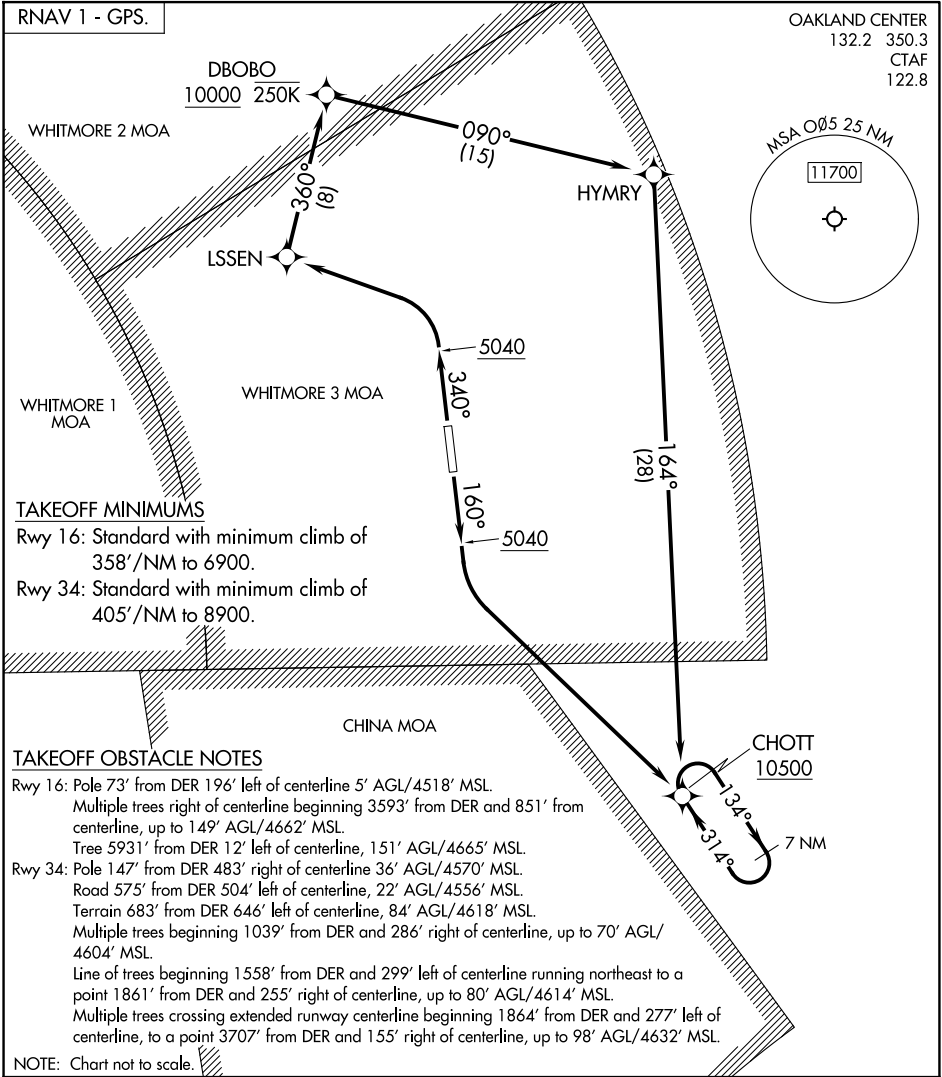 RNAV 1 - GPS.
OAKLAND CENTER
132.2 350.3
CTAF
122.8
DBOBO
10000 250K
WHITMORE 2 MOA
090°
(15)
MSA OØ5 25 NM
11700
HYMRY
360°
(8)
LSSEN
5040
340°
WHITMORE 3 MOA
WHITMORE 1
MOA
164°
(28)
160°
5040
TAKEOFF MINIMUMS
Rwy 16: Standard with minimum climb of
358'/NM to 6900.
Rwy 34: Standard with minimum climb of
405'/NM to 8900.
CHINA MOA
CHOTT
10500
134°
314°
7 NM
TAKEOFF OBSTACLE NOTES
Rwy 16: Pole 73' from DER 196' left of centerline 5' AGL/4518' MSL.
Multiple trees right of centerline beginning 3593' from DER and 851' from
centerline, up to 149' AGL/4662' MSL.
Tree 5931' from DER 12' left of centerline, 151' AGL/4665' MSL.
Rwy 34: Pole 147' from DER 483' right of centerline 36' AGL/4570' MSL.
Road 575' from DER 504' left of centerline, 22' AGL/4556' MSL.
Terrain 683' from DER 646' left of centerline, 84' AGL/4618' MSL.
Multiple trees beginning 1039' from DER and 286' right of centerline, up to 70' AGL/
4604' MSL.
Line of trees beginning 1558' from DER and 299' left of centerline running northeast to a
point 1861' from DER and 255' right of centerline, up to 80' AGL/4614' MSL.
Multiple trees crossing extended runway centerline beginning 1864' from DER and 277' left of
centerline, to a point 3707' from DER and 155' right of centerline, up to 98' AGL/4632' MSL.
NOTE: Chart not to scale.